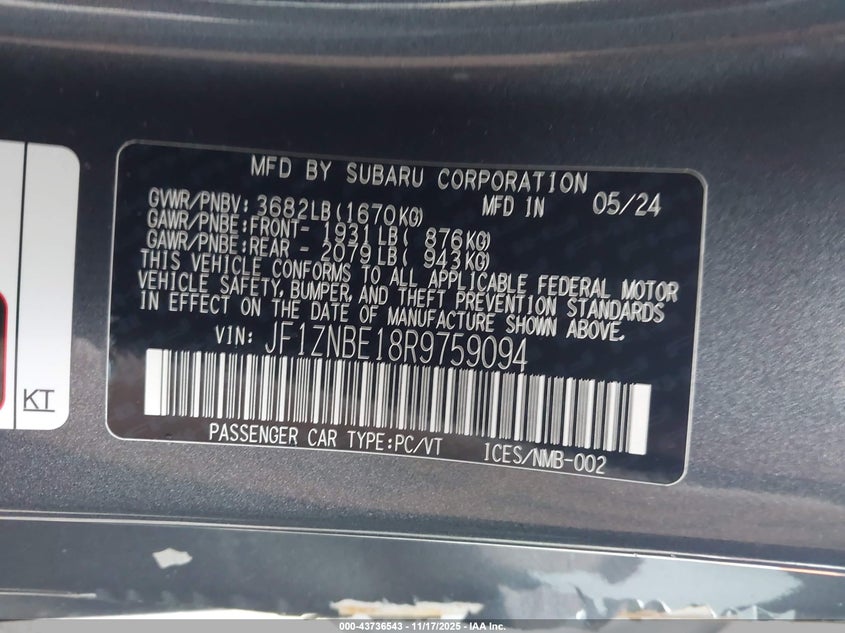 MFD BY SUBARU CORPORATION
GVWR/PNBV: 3682LB(1670KG) MFD IN 05/24
GAWR/PNBE:FRONT- 1931LB( 876KG)
GAWR/PNBE:REAR - 2079LB( 943KG)
THIS VEHICLE CONFORMS TO ALL APPLICABLE FEDERAL MOTOR
VEHICLE SAFETY, BUMPER, AND THEFT PREVENTION STANDARDS
IN EFFECT ON THE DATE OF MANUFACTURE SHOWN ABOVE.
VIN: JF1ZNBE18R9759094
PASSENGER CAR TYPE:PC/VT ICES/NMB-002
KT
000-43736543 - 11/17/2025 - IAA Inc.